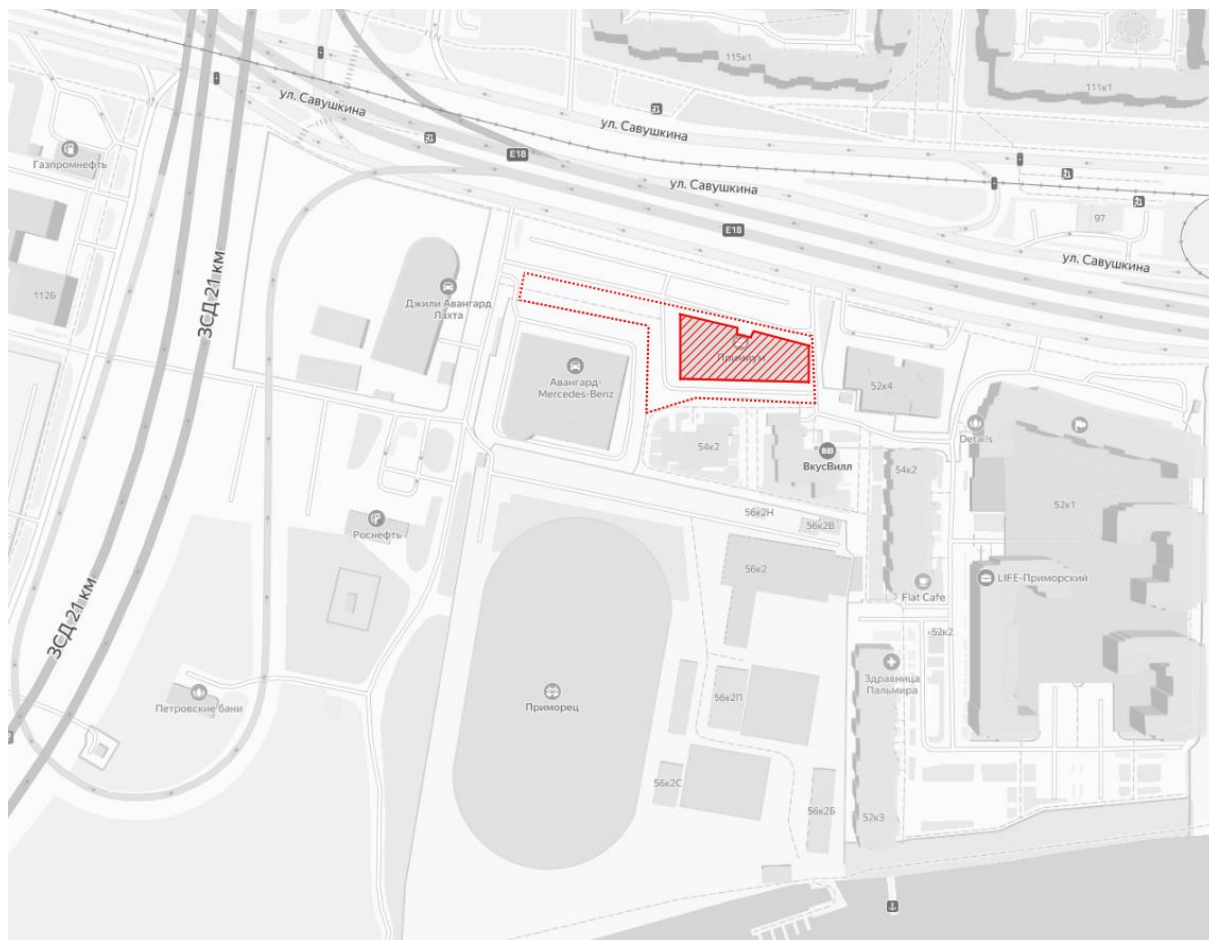 115к1
111к1
ул. Савушкина
ул. Савушкина
Газпромнефть
E18
ул. Савушкина
97
E18
ул. Савушкина
112Б
ЗСД 21 км
Джили Авангард
Лахта
Премиум
Авангард-
Mercedes-Benz
52к4
Details
54к2
ВкусВилл
54к2
52к1
56к2Н
56к2В
Роснефть
56к2
LIFE-Приморский
Flat Cafe
ЗСД 21 км
52к2
Здравница
Пальмира
Петровские бани
Приморец
56к2П
56к2С
56к2Б
52к3